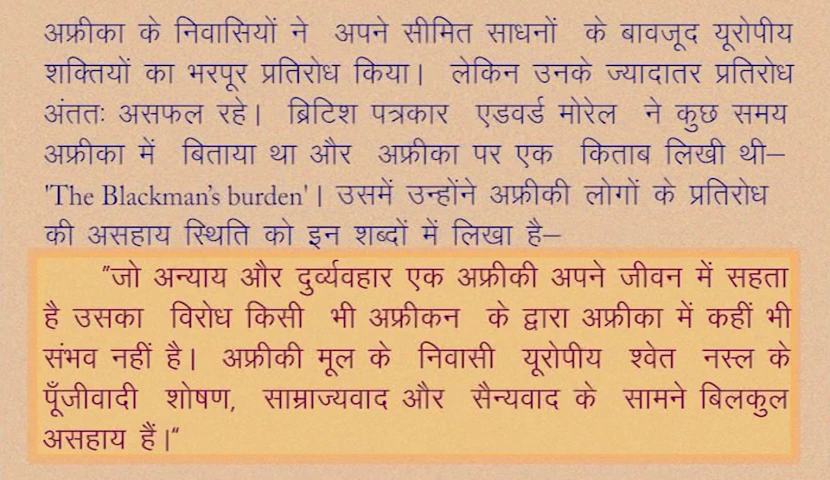 अफ्रीका के निवासियों ने अपने सीमित साधनों के बावजूद यूरोपीय
शक्तियों का भरपूर प्रतिरोध किया। लेकिन उनके ज्यादातर प्रतिरोध
अंततः असफल रहे। ब्रिटिश पत्रकार एडवर्ड मोरेल ने कुछ समय
अफ्रीका में बिताया था और अफ्रीका पर एक किताब लिखी थी–
'The Blackman's burden'। उसमें उन्होंने अफ्रीकी लोगों के प्रतिरोध
की असहाय स्थिति को इन शब्दों में लिखा है–
"जो अन्याय और दुर्व्यवहार एक अफ्रीकी अपने जीवन में सहता
है उसका विरोध किसी भी अफ्रीकन के द्वारा अफ्रीका में कहीं भी
संभव नहीं है। अफ्रीकी मूल के निवासी यूरोपीय श्वेत नस्ल के
पूँजीवादी शोषण, साम्राज्यवाद और सैन्यवाद के सामने बिलकुल
असहाय हैं।"